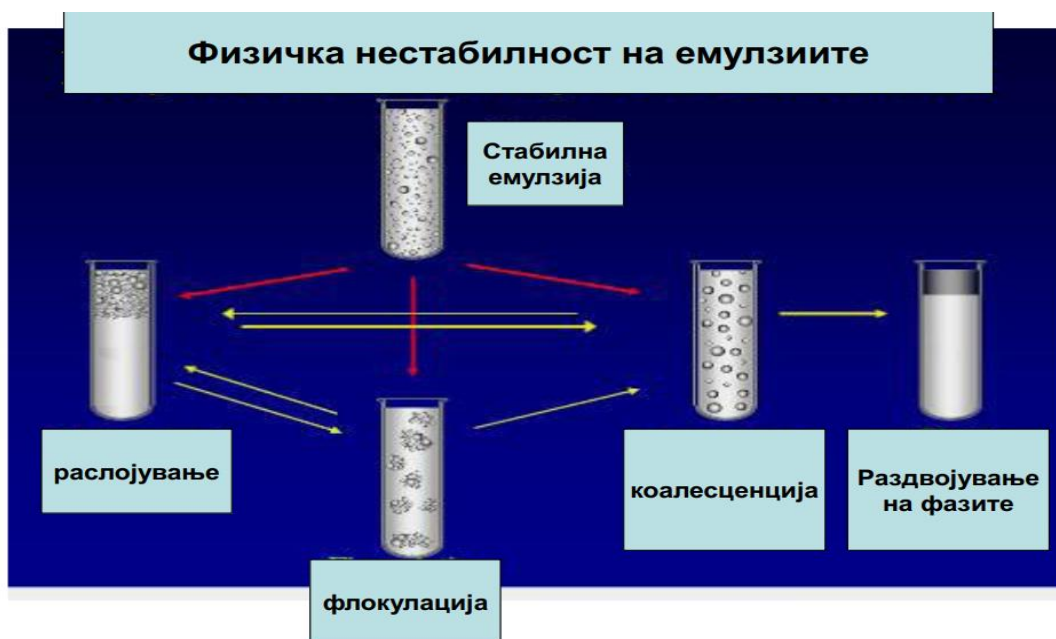 Физичка нестабилност на емулзиите
Стабилна
емулзија
раслојување
флокулација
коалесценција
Раздвојување
на фазите